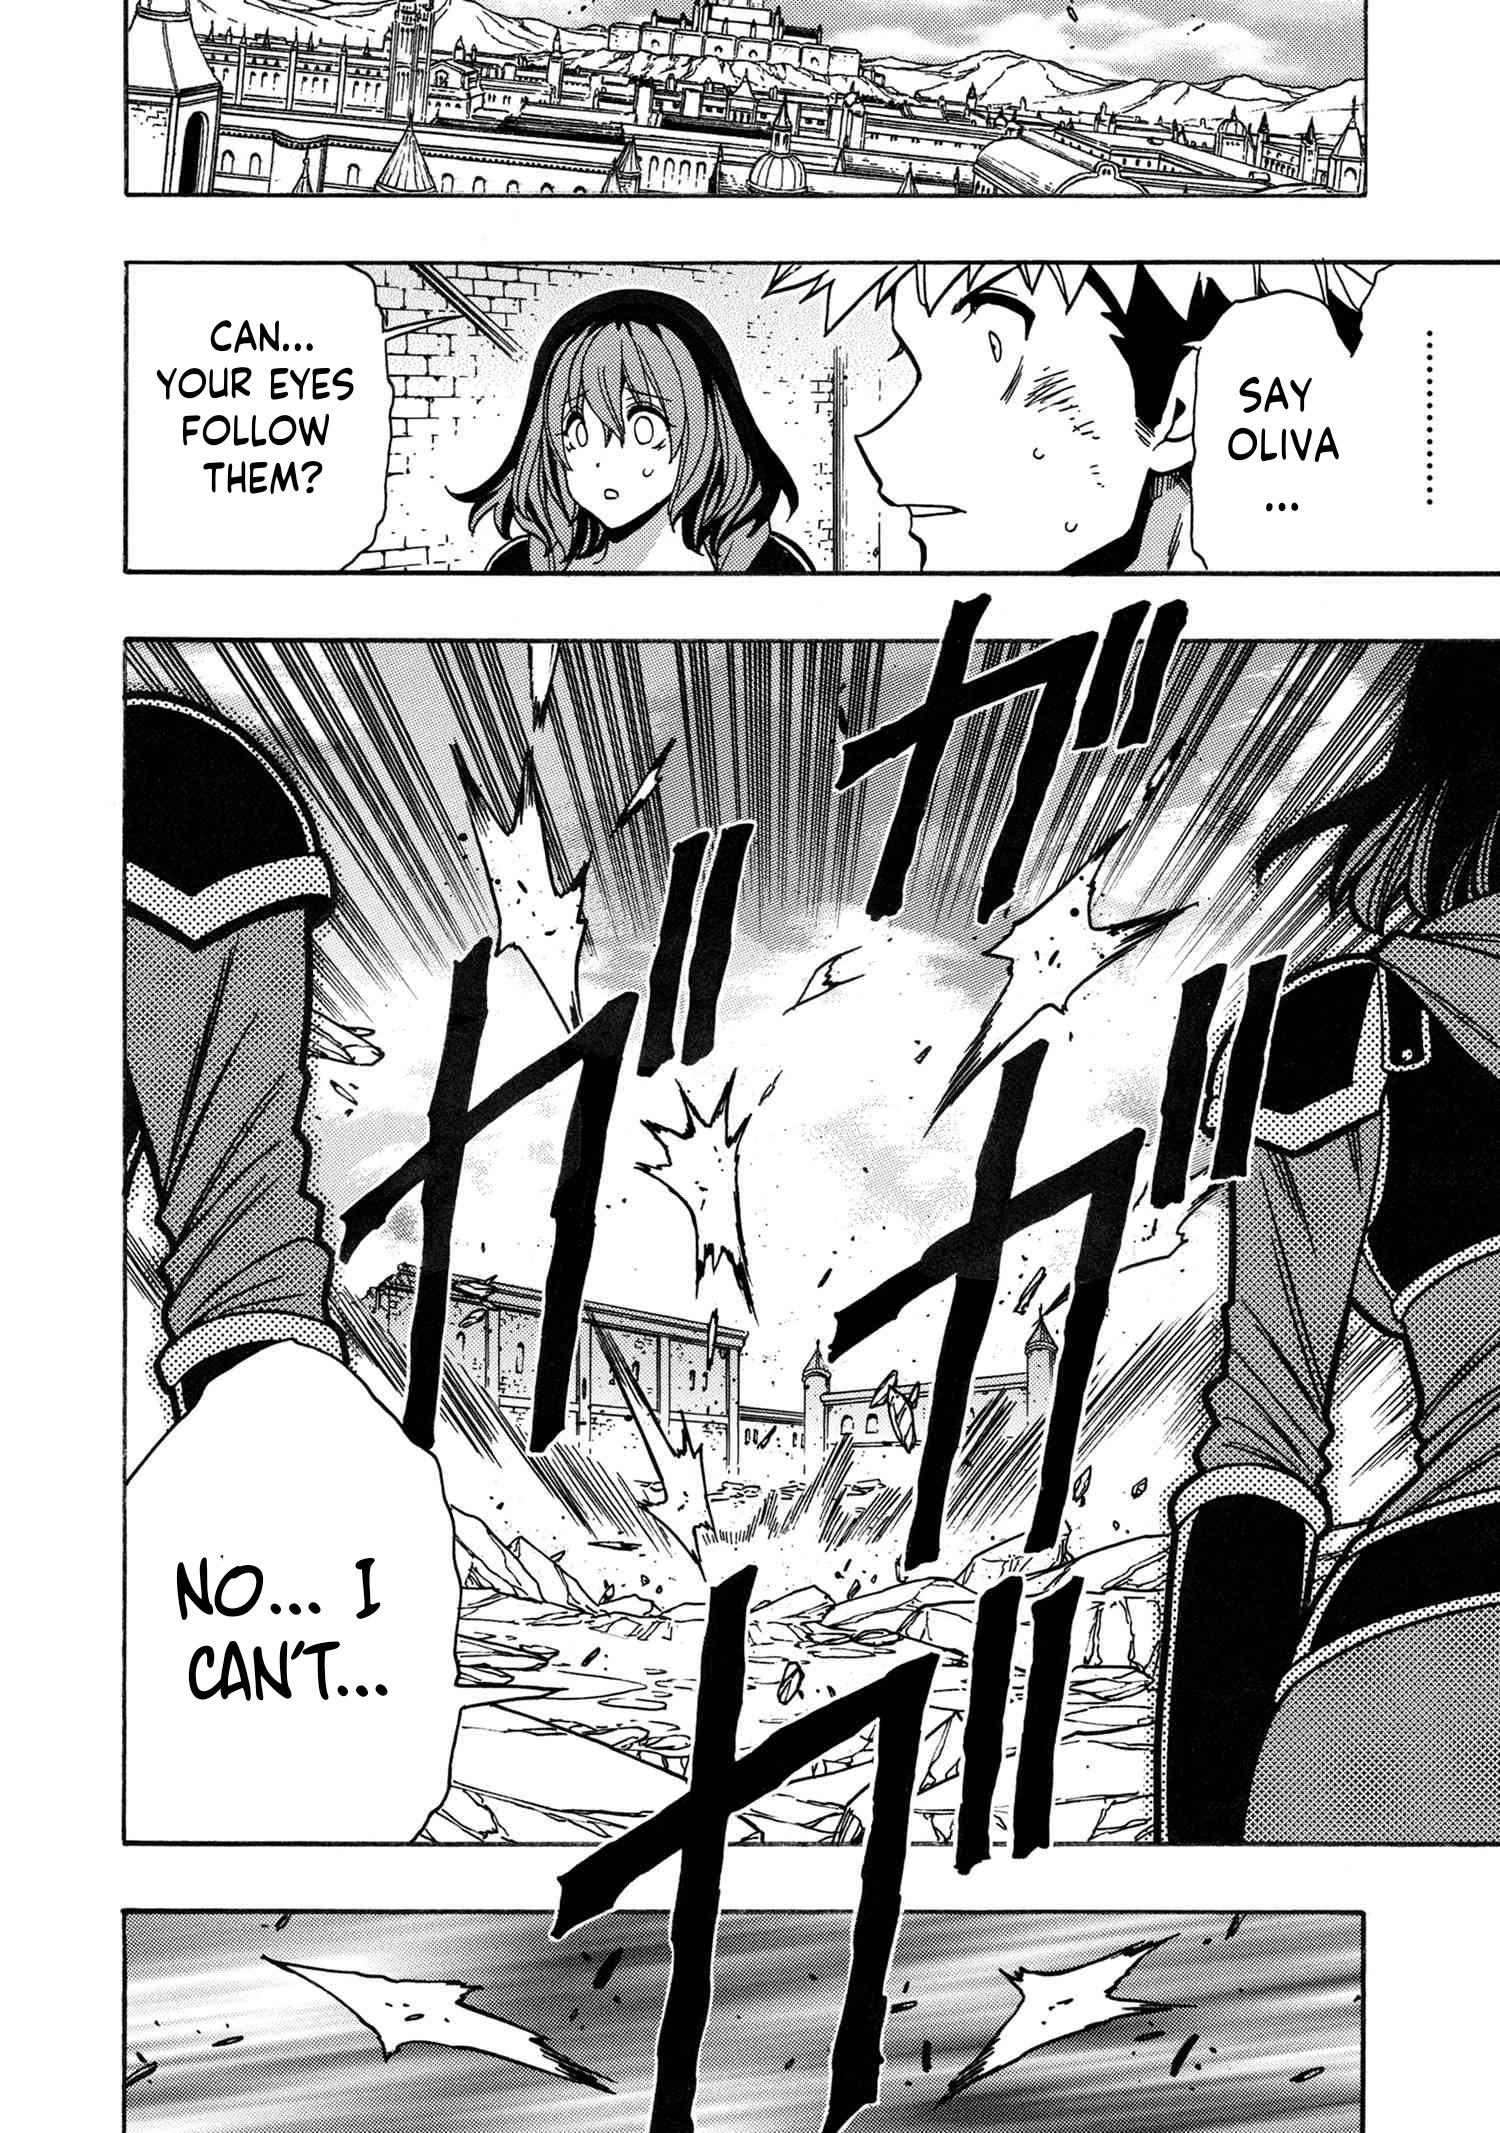 ..........
SAY
OLIVA
...
CAN...
YOUR EYES
FOLLOW
THEM?
ガ
ガ
ガ
ガ
NO... I
CAN'T...